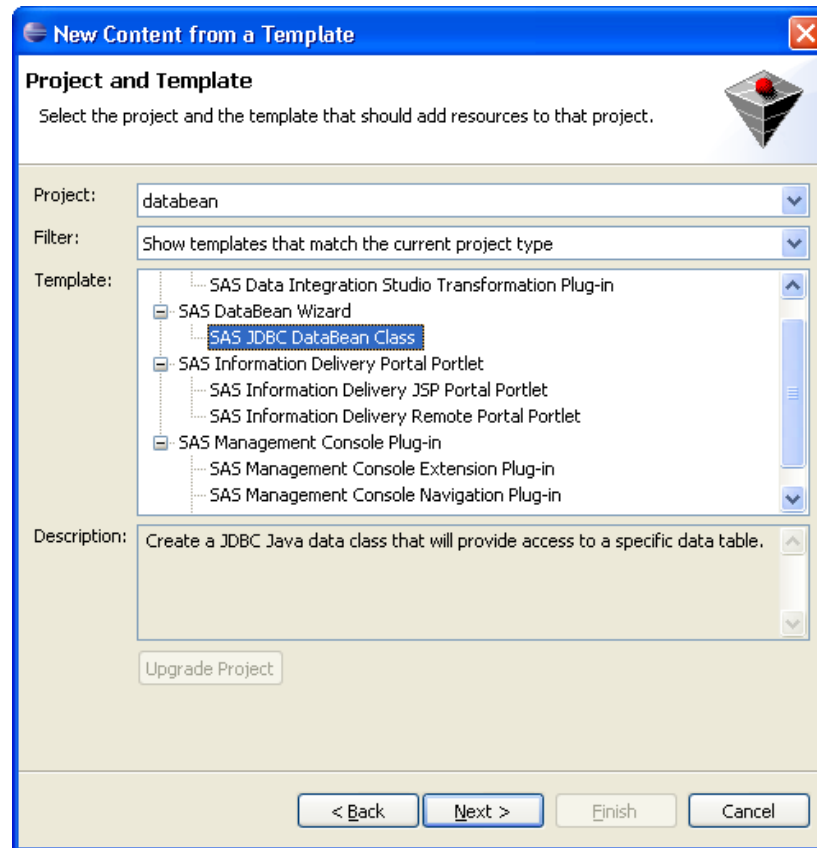 New Content from a Template
Project and Template
Select the project and the template that should add resources to that project.
Project:
databean
Filter:
Show templates that match the current project type
Template:
SAS Data Integration Studio Transformation Plug-in
SAS DataBean Wizard
SAS JDBC DataBean Class
SAS Information Delivery Portal Portlet
SAS Information Delivery JSP Portal Portlet
SAS Information Delivery Remote Portal Portlet
SAS Management Console Plug-in
SAS Management Console Extension Plug-in
SAS Management Console Navigation Plug-in
Description:
Create a JDBC Java data class that will provide access to a specific data table.
Upgrade Project
< Back
Next >
Finish
Cancel